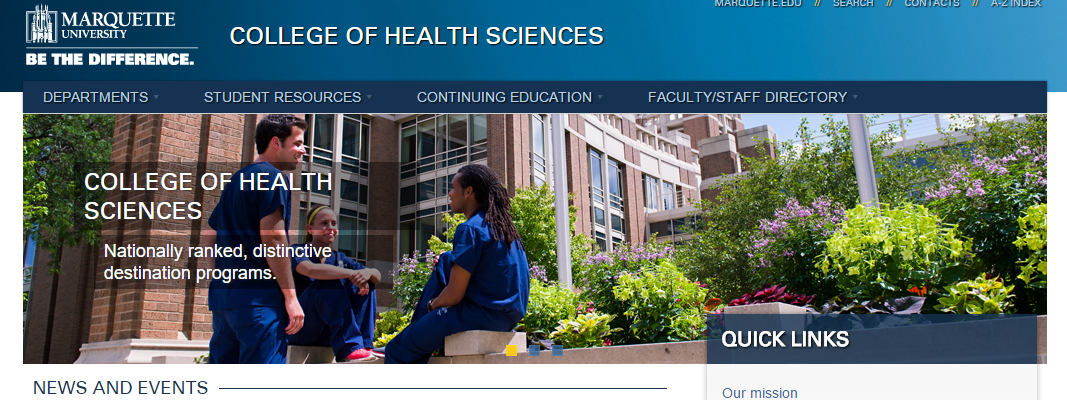 MARQUETTE.EDU // SEARCH // CONTACTS // A-Z INDEX
MARQUETTE
UNIVERSITY
BE THE DIFFERENCE.
COLLEGE OF HEALTH SCIENCES
DEPARTMENTS STUDENT RESOURCES CONTINUING EDUCATION FACULTY/STAFF DIRECTORY
COLLEGE OF HEALTH
SCIENCES
Nationally ranked, distinctive
destination programs.
QUICK LINKS
NEWS AND EVENTS
Our mission